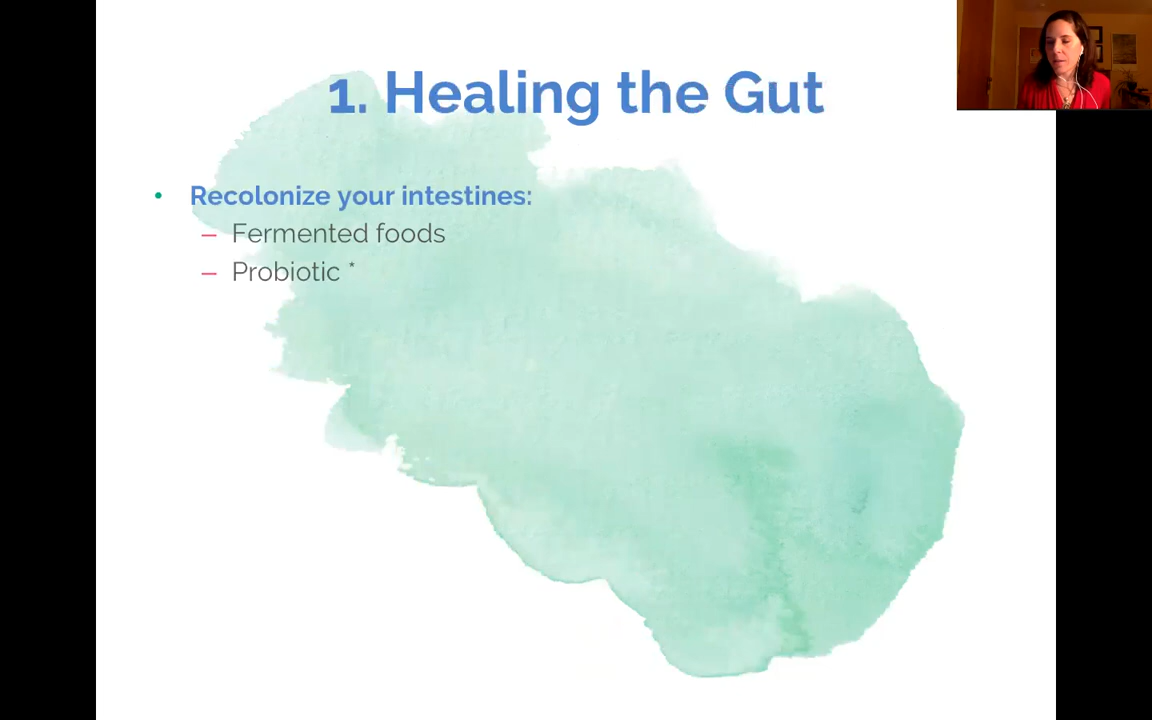 1. Healing the Gut
• Recolonize your intestines:
– Fermented foods
– Probiotic *